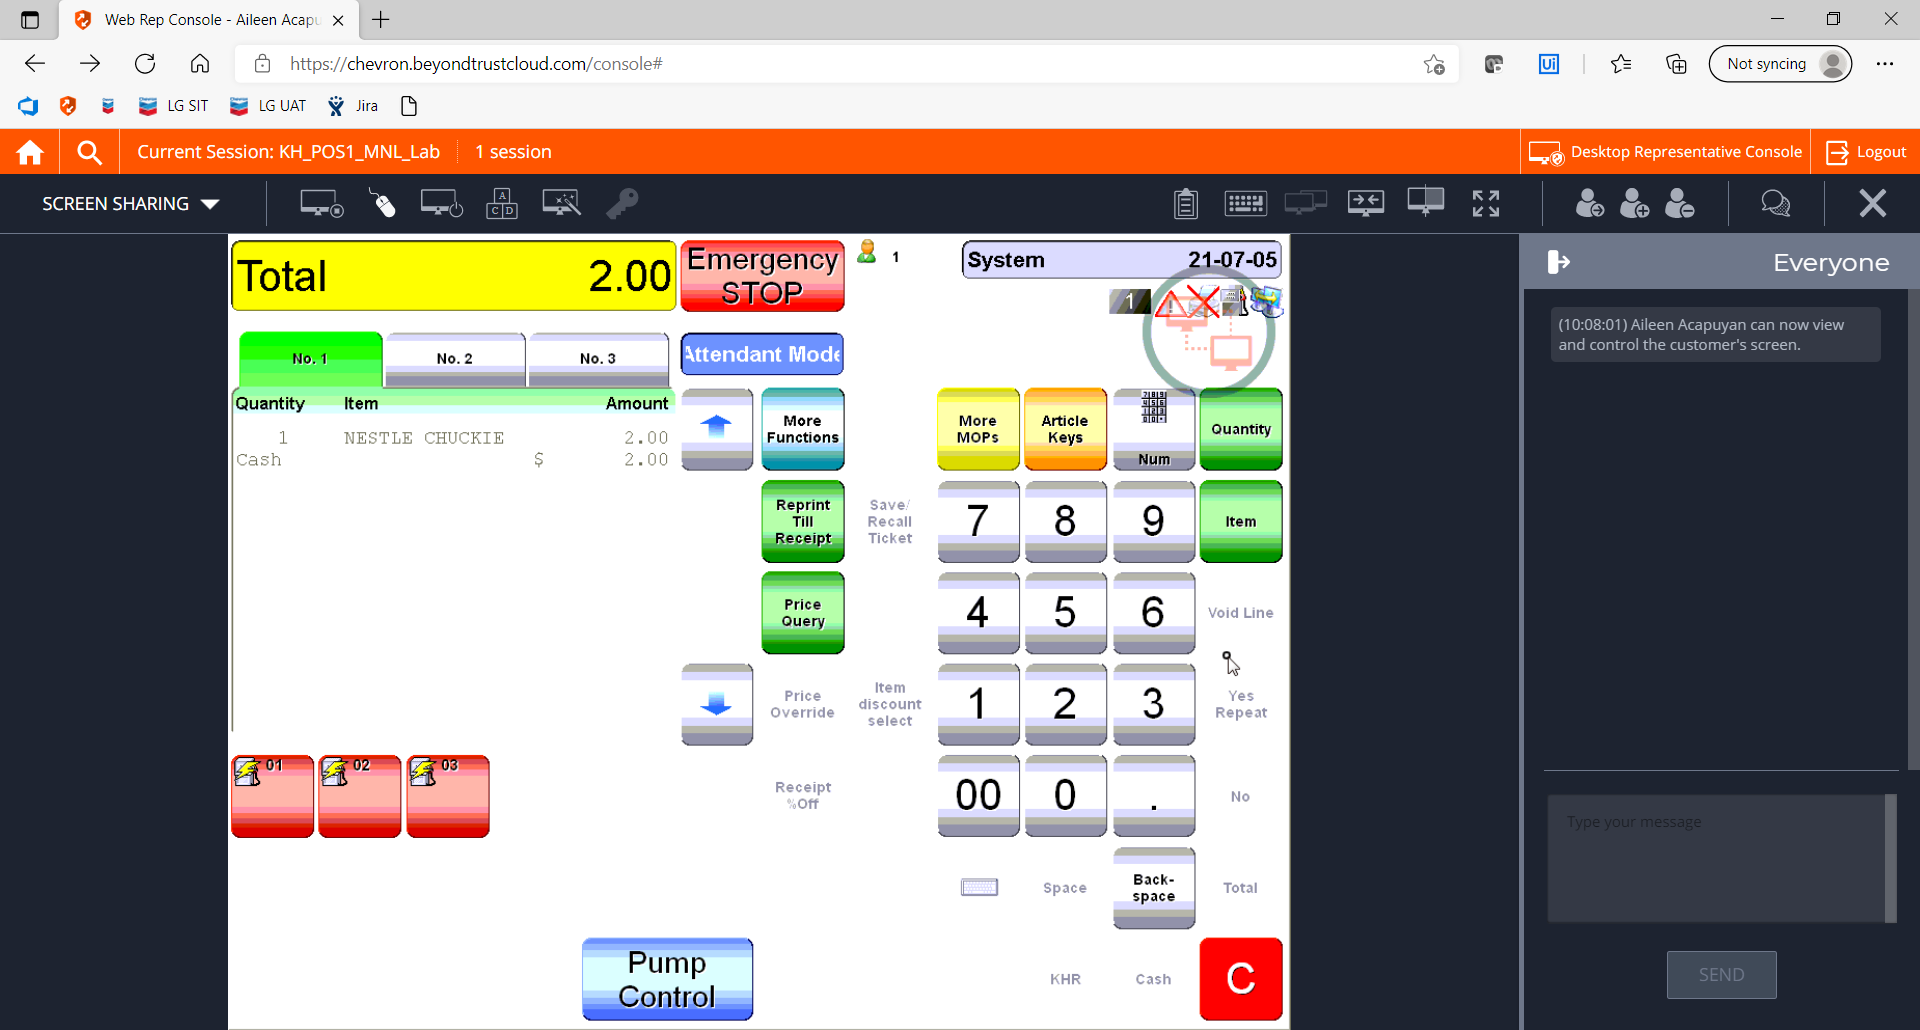 Web Rep Console - Aileen Acapu
https://chevron.beyondtrustcloud.com/console#
Not syncing
LG SIT
LG UAT
Jira
Current Session: KH_POS1_MNL_Lab
1 session
Desktop Representative Console
Logout
SCREEN SHARING
A
C D
Total 2.00
Emergency
STOP
1
System 21-07-05
1
Everyone
(10:08:01) Aileen Acapuyan can now view
and control the customer's screen.
No. 1
No. 2
No. 3
Attendant Mode
Quantity Item Amount
1 NESTLE CHUCKIE 2.00
Cash $ 2.00
More
Functions
More
MOPs
Article
Keys
Num
Quantity
Reprint
Till
Receipt
Save/
Recall
Ticket
7
8
9
Item
Price
Query
4
5
6
Void Line
Price
Override
Item
discount
select
1
2
3
Yes
Repeat
01
02
03
Receipt
%Off
00
0
.
No
Type your message
Space
Back-
space
Total
Pump
Control
KHR
Cash
C
SEND